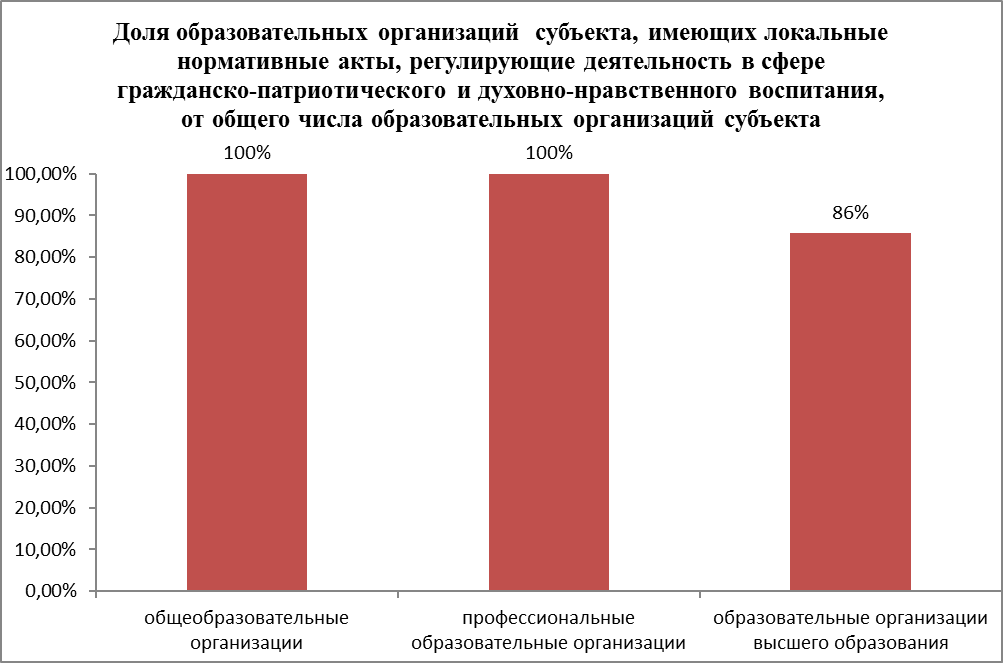 Доля образовательных организаций субъекта, имеющих локальные
нормативные акты, регулирующие деятельность в сфере
гражданско-патриотического и духовно-нравственного воспитания,
от общего числа образовательных организаций субъекта
100%
100%
86%
100,00%
90,00%
80,00%
70,00%
60,00%
50,00%
40,00%
30,00%
20,00%
10,00%
0,00%
общеобразовательные
организации
профессиональные
образовательные организации
образовательные организации
высшего образования